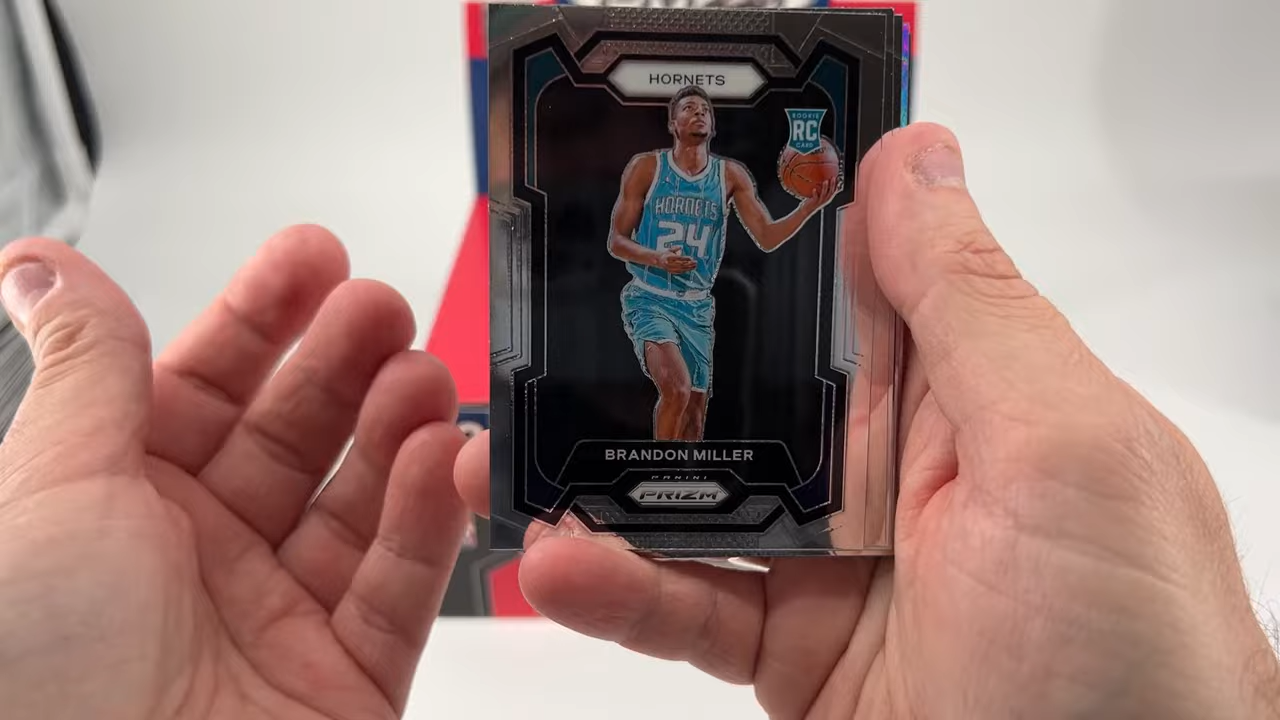 HORNETS
ROOKIE
RC
CARD
HORNETS
24
BRANDON MILLER
PANINI
PRIZM